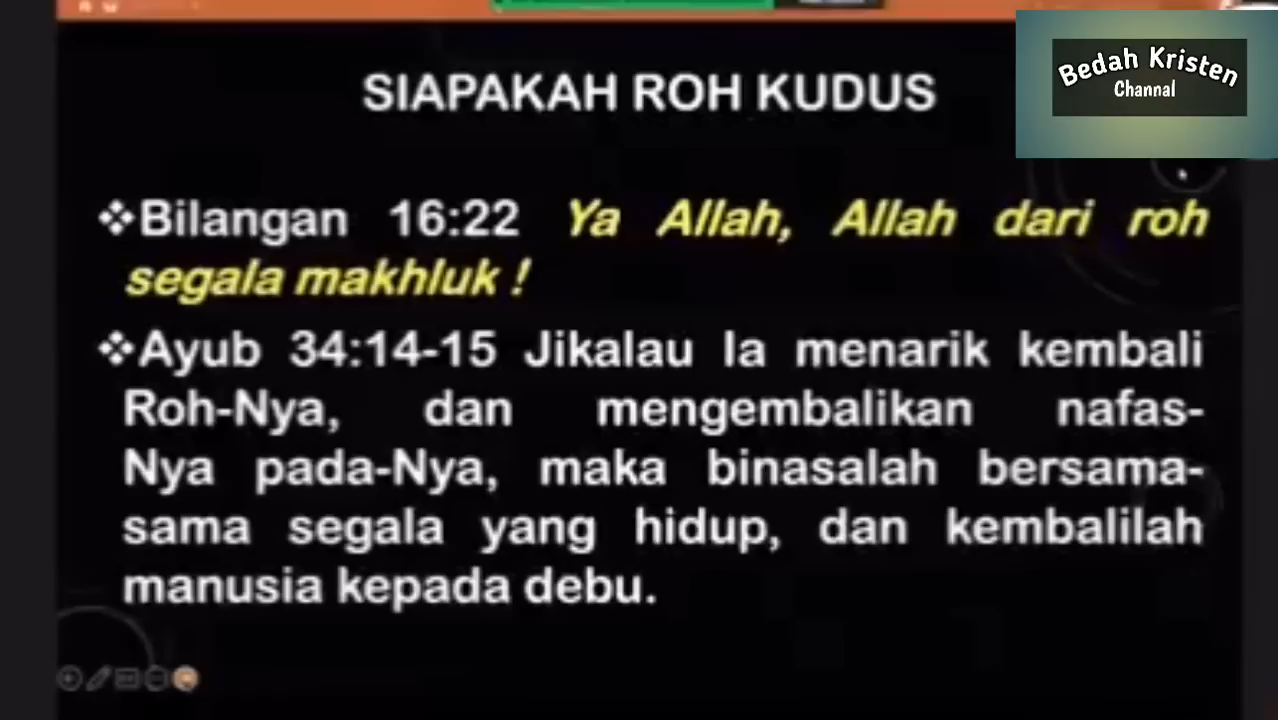 SIAPAKAH ROH KUDUS
Bedah Kristen
Channal
❖Bilangan 16:22 Ya Allah, Allah dari roh
segala makhluk !
❖Ayub 34:14-15 Jikalau Ia menarik kembali
Roh-Nya, dan mengembalikan nafas-
Nya pada-Nya, maka binasalah bersama-
sama segala yang hidup, dan kembalilah
manusia kepada debu.